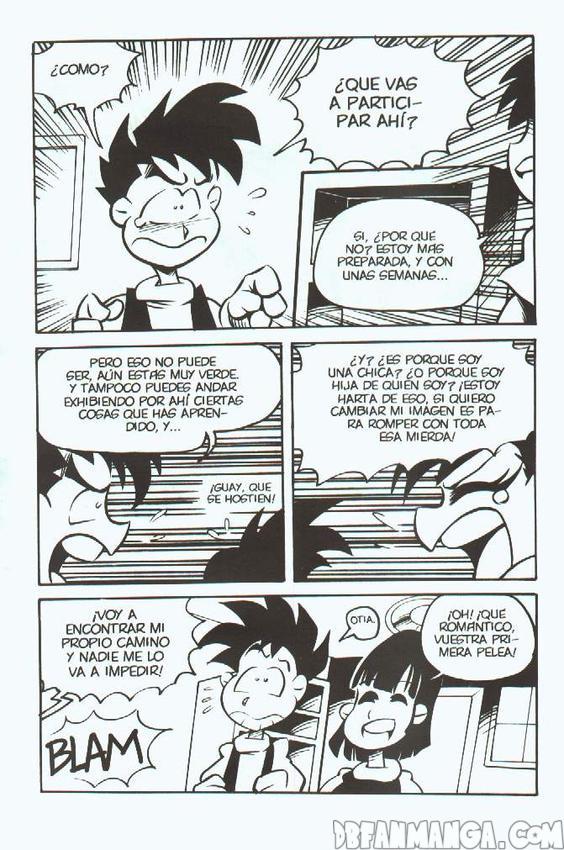 ¿COMO?
¿QUE VAS
A PARTICI-
PAR AHÍ?
SI, ¿POR QUE
NO? ESTOY MAS
PREPARADA, Y CON
UNAS SEMANAS...
PERO ESO NO PUEDE
SER, AÚN ESTAS MUY VERDE.
Y TAMPOCO PUEDES ANDAR
EXHIBIENDO POR AHÍ CIERTAS
COSAS QUE HAS APREN-
DIDO, Y...
¡GUAY, QUE
SE HOSTIEN!
¿Y? ¿ES PORQUE SOY
UNA CHICA? ¿O PORQUE SOY
HIJA DE QUIEN SOY? ¡ESTOY
HARTA DE ESO, SI QUIERO
CAMBIAR MI IMAGEN ES PA-
RA ROMPER CON TODA
ESA MIERDA!
¡VOY A
ENCONTRAR MI
PROPIO CAMINO
Y NADIE ME LO
VA A IMPEDIR!
BLAM
OTIA.
¡OH! ¡QUE
ROMÁNTICO,
VUESTRA PRI-
MERA PELEA!
DBFANMANGA.COM